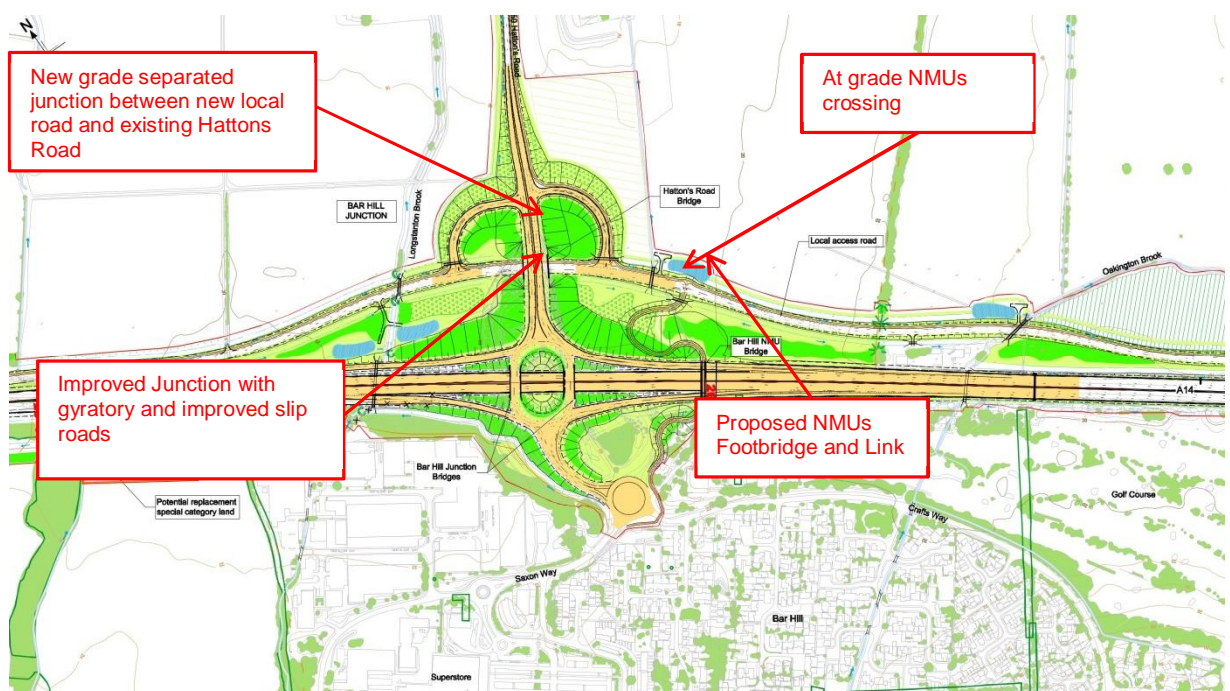 N
New grade separated
junction between new local
road and existing Hattons
Road
At grade NMUs
crossing
Hatton's Road
BAR HILL
JUNCTION
Longstanton Brook
Hatton's Road
Bridge
Local access road
Oakington Brook
Bar Hill NMU
Bridge
A14
Improved Junction with
gyratory and improved slip
roads
Proposed NMUs
Footbridge and Link
Bar Hill Junction
Bridges
Potential replacement
special category land
Golf Course
Crafts Way
Saxon Way
Bar Hill
Superstore